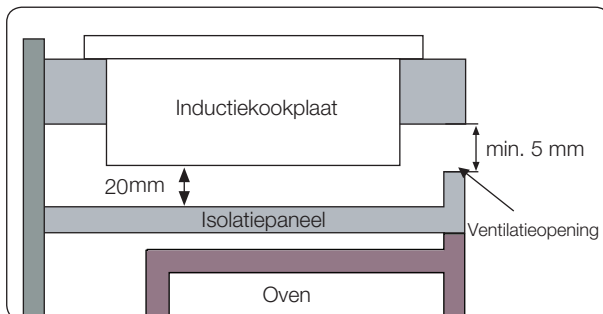 Inductiekookplaat
min. 5 mm
20mm
Isolatiepaneel
Ventilatieopening
Oven